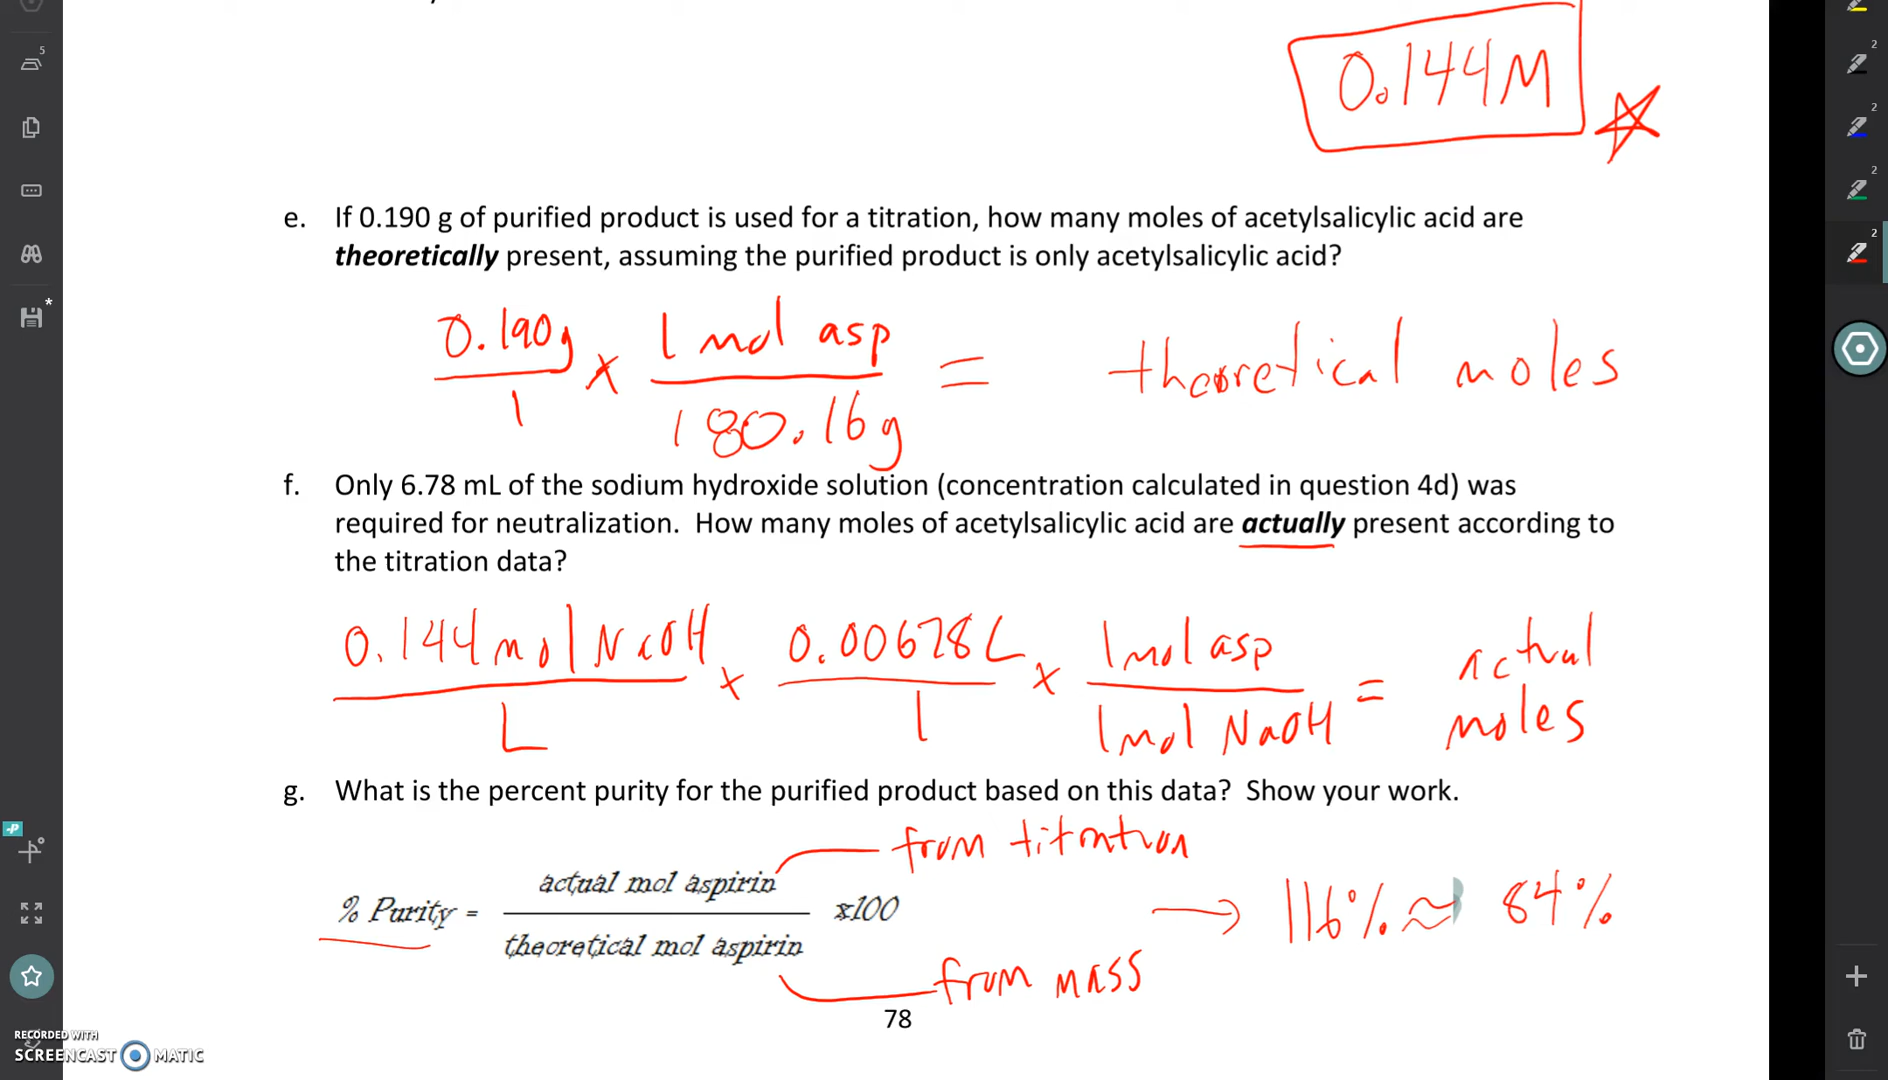 0.144M
e. If 0.190 g of purified product is used for a titration, how many moles of acetylsalicylic acid are
theoretically present, assuming the purified product is only acetylsalicylic acid?
0.190g / 1 x 1 mol asp / 180.16g = theoretical moles
f. Only 6.78 mL of the sodium hydroxide solution (concentration calculated in question 4d) was
required for neutralization. How many moles of acetylsalicylic acid are actually present according to
the titration data?
0.144 mol NaOH / L x 0.00678 L / 1 x 1 mol asp / 1 mol NaOH = actual moles
g. What is the percent purity for the purified product based on this data? Show your work.
from titration
% Purity = actual mol aspirin / theoretical mol aspirin x100 → 116% ≈ 84%
from mass
78
5
2
2
2
2
RECORDED WITH
SCREENCAST MATIC